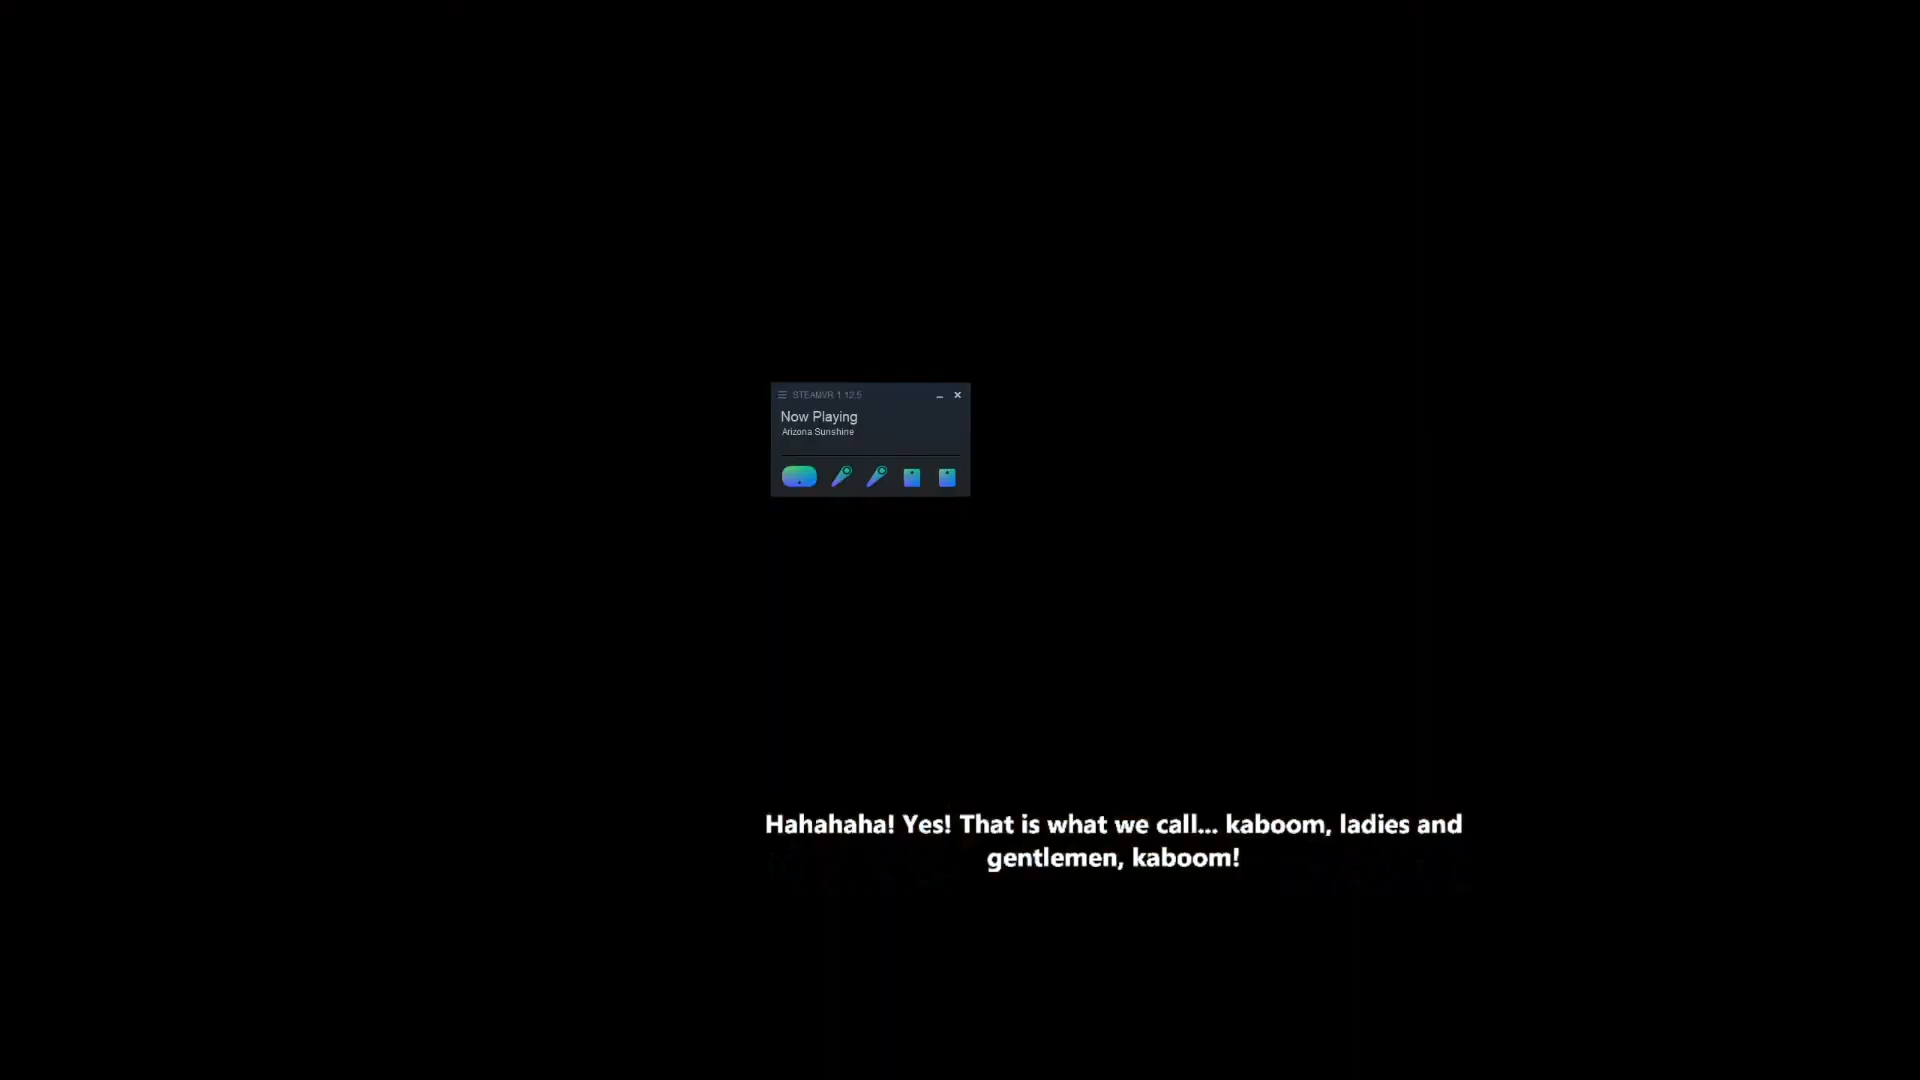 STEAMVR 1.12.5
Now Playing
Arizona Sunshine
Hahahaha! Yes! That is what we call... kaboom, ladies and
gentlemen, kaboom!